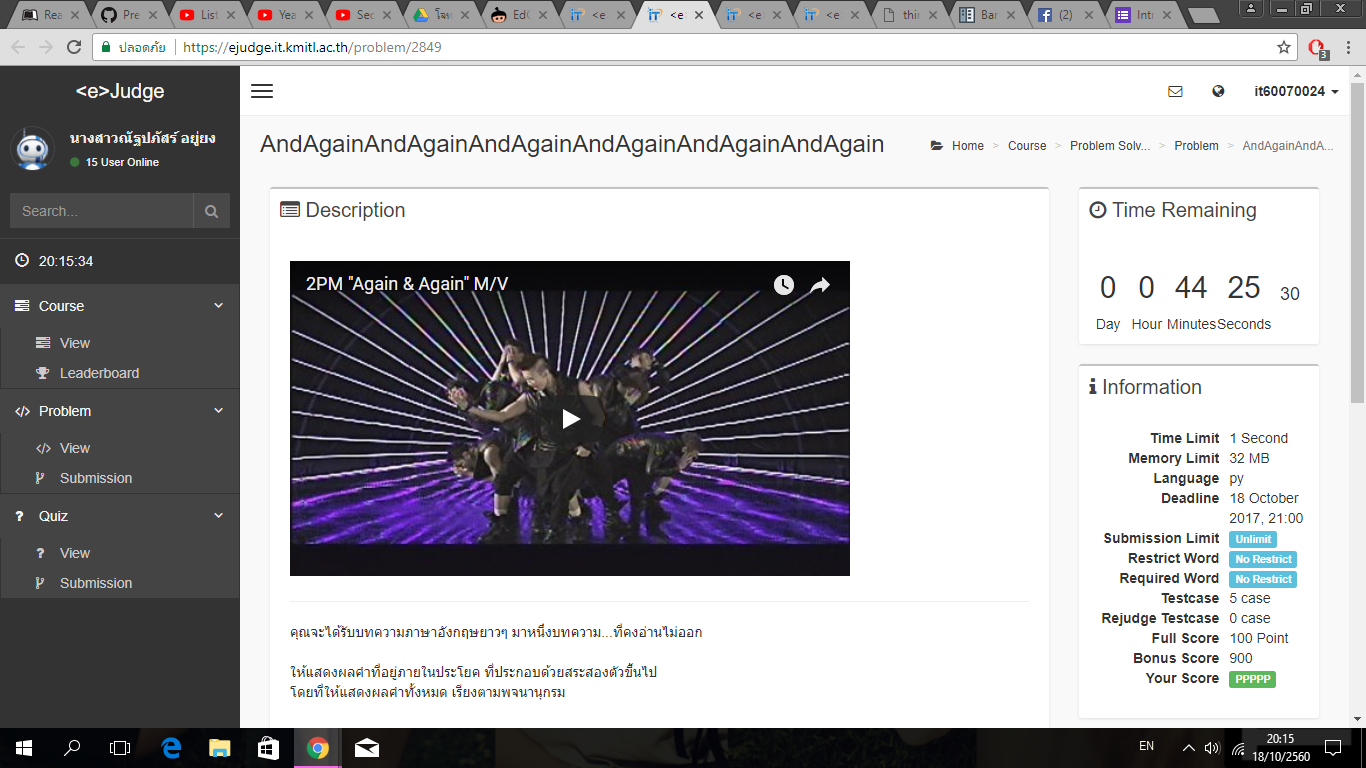 Rea
Pre
List
Yea
Sec
โจท
EdC
<e
<e
<e
<e
thir
Bar
(2)
Intr
ปลอดภัย
https://ejudge.it.kmitl.ac.th/problem/2849
3
<e>Judge
it60070024
นางสาวณัฐปภัสร์ อยู่ยง
15 User Online
Search...
20:15:34
Course
View
Leaderboard
Problem
View
Submission
Quiz
View
Submission
AndAgainAndAgainAndAgainAndAgainAndAgainAndAgain
Home > Course > Problem Solv... > Problem > AndAgainAndA...
Description
2PM "Again & Again" M/V
คุณจะได้รับบทความภาษาอังกฤษยาวๆ มาหนึ่งบทความ...ที่คงอ่านไม่ออก
ให้แสดงผลคำที่อยู่ภายในประโยค ที่ประกอบด้วยสระสองตัวขึ้นไป
โดยที่ให้แสดงผลคำทั้งหมด เรียงตามพจนานุกรม
Time Remaining
0 0 44 25 30
Day Hour Minutes Seconds
Information
Time Limit 1 Second
Memory Limit 32 MB
Language py
Deadline 18 October
2017, 21:00
Submission Limit Unlimit
Restrict Word No Restrict
Required Word No Restrict
Testcase 5 case
Rejudge Testcase 0 case
Full Score 100 Point
Bonus Score 900
Your Score PPPPP
EN
20:15
18/10/2560